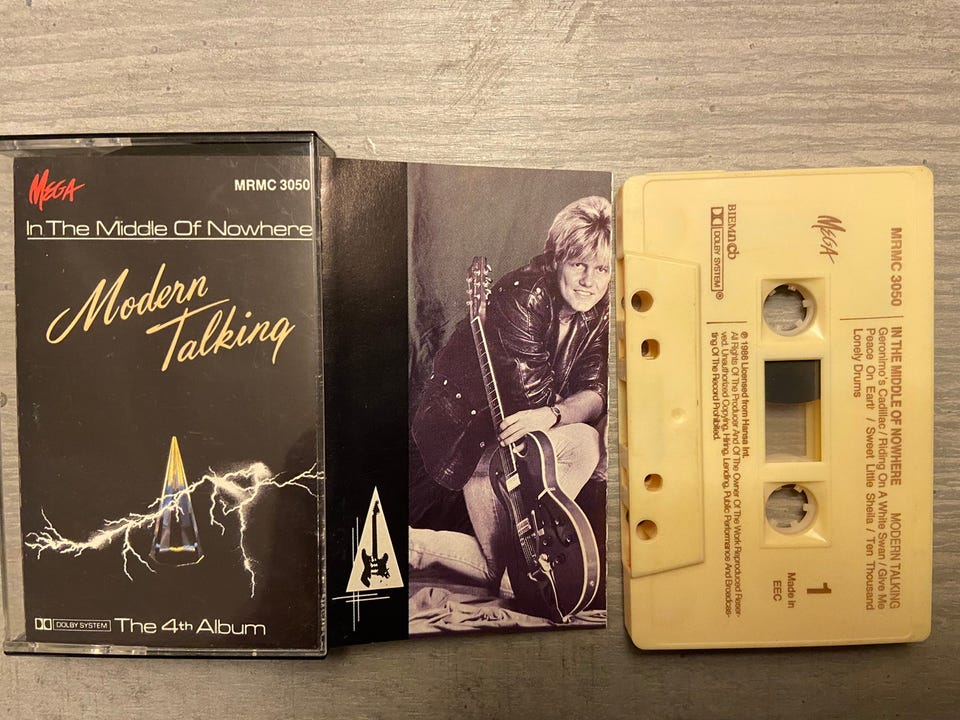 MEGA
MRMC 3050
In The Middle Of Nowhere
Modern
Talking
DOLBY SYSTEM The 4th Album
MRMC 3050 IN THE MIDDLE OF NOWHERE MODERN TALKING
Geronimo's Cadillac / Riding On A White Swan / Give Me
Peace On Earth / Sweet Little Sheila / Ten Thousand
Lonely Drums
MEGA
1
Made in
EEC
BIEM ncb
DOLBY SYSTEM®
℗ 1986 Licensed from Hansa Int.
All Rights Of The Producer And Of The Owner Of The Work Reproduced Reser-
ved. Unauthorized Copying, Hiring, Lending, Public Performance And Broadcas-
ting Of The Record Prohibited.